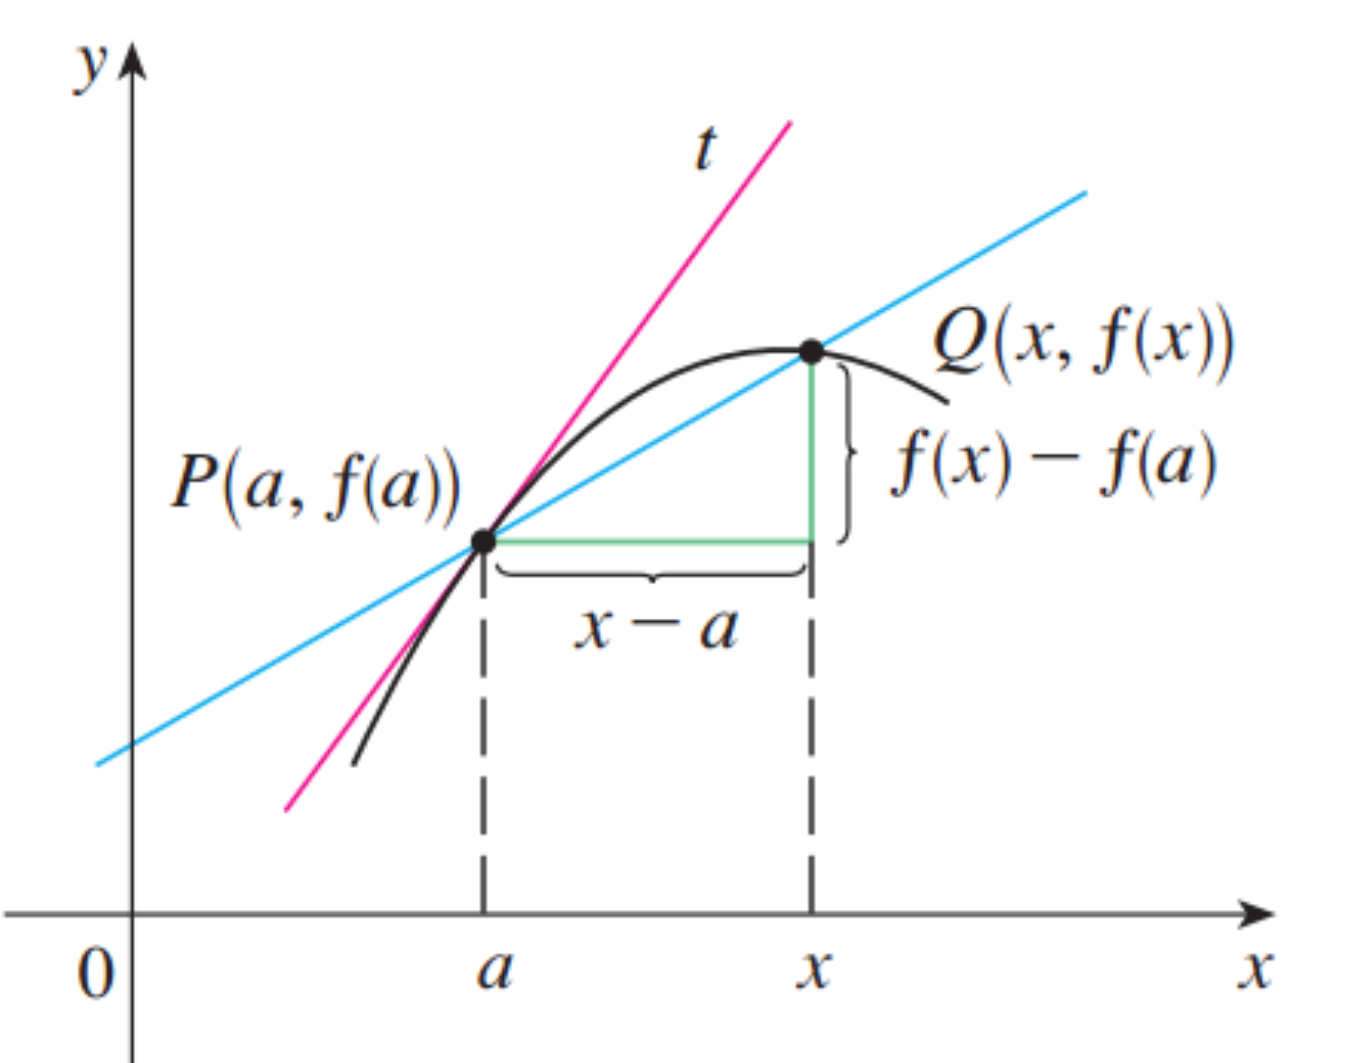 y
t
Q(x, f(x))
P(a, f(a))
f(x) − f(a)
x − a
0
a
x
x